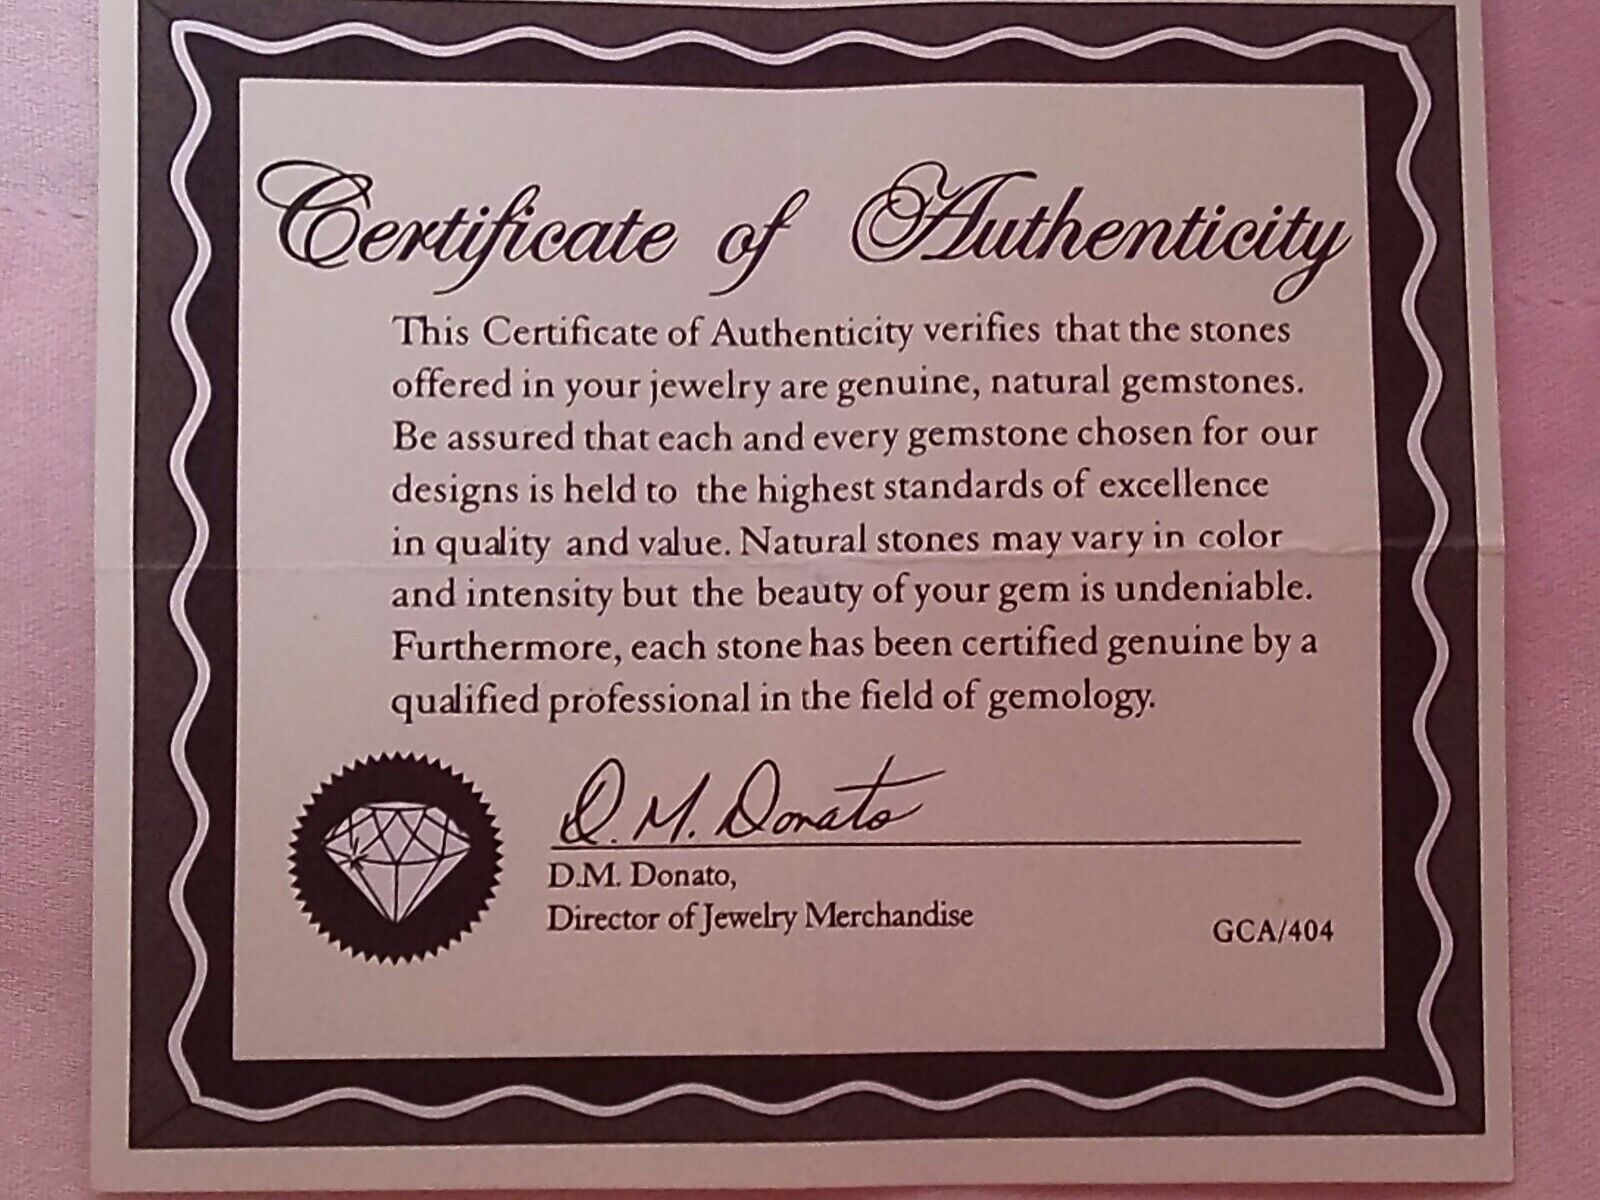 Certificate of Authenticity
This Certificate of Authenticity verifies that the stones
offered in your jewelry are genuine, natural gemstones.
Be assured that each and every gemstone chosen for our
designs is held to the highest standards of excellence
in quality and value. Natural stones may vary in color
and intensity but the beauty of your gem is undeniable.
Furthermore, each stone has been certified genuine by a
qualified professional in the field of gemology.
D. M. Donato
D.M. Donato,
Director of Jewelry Merchandise
GCA/404